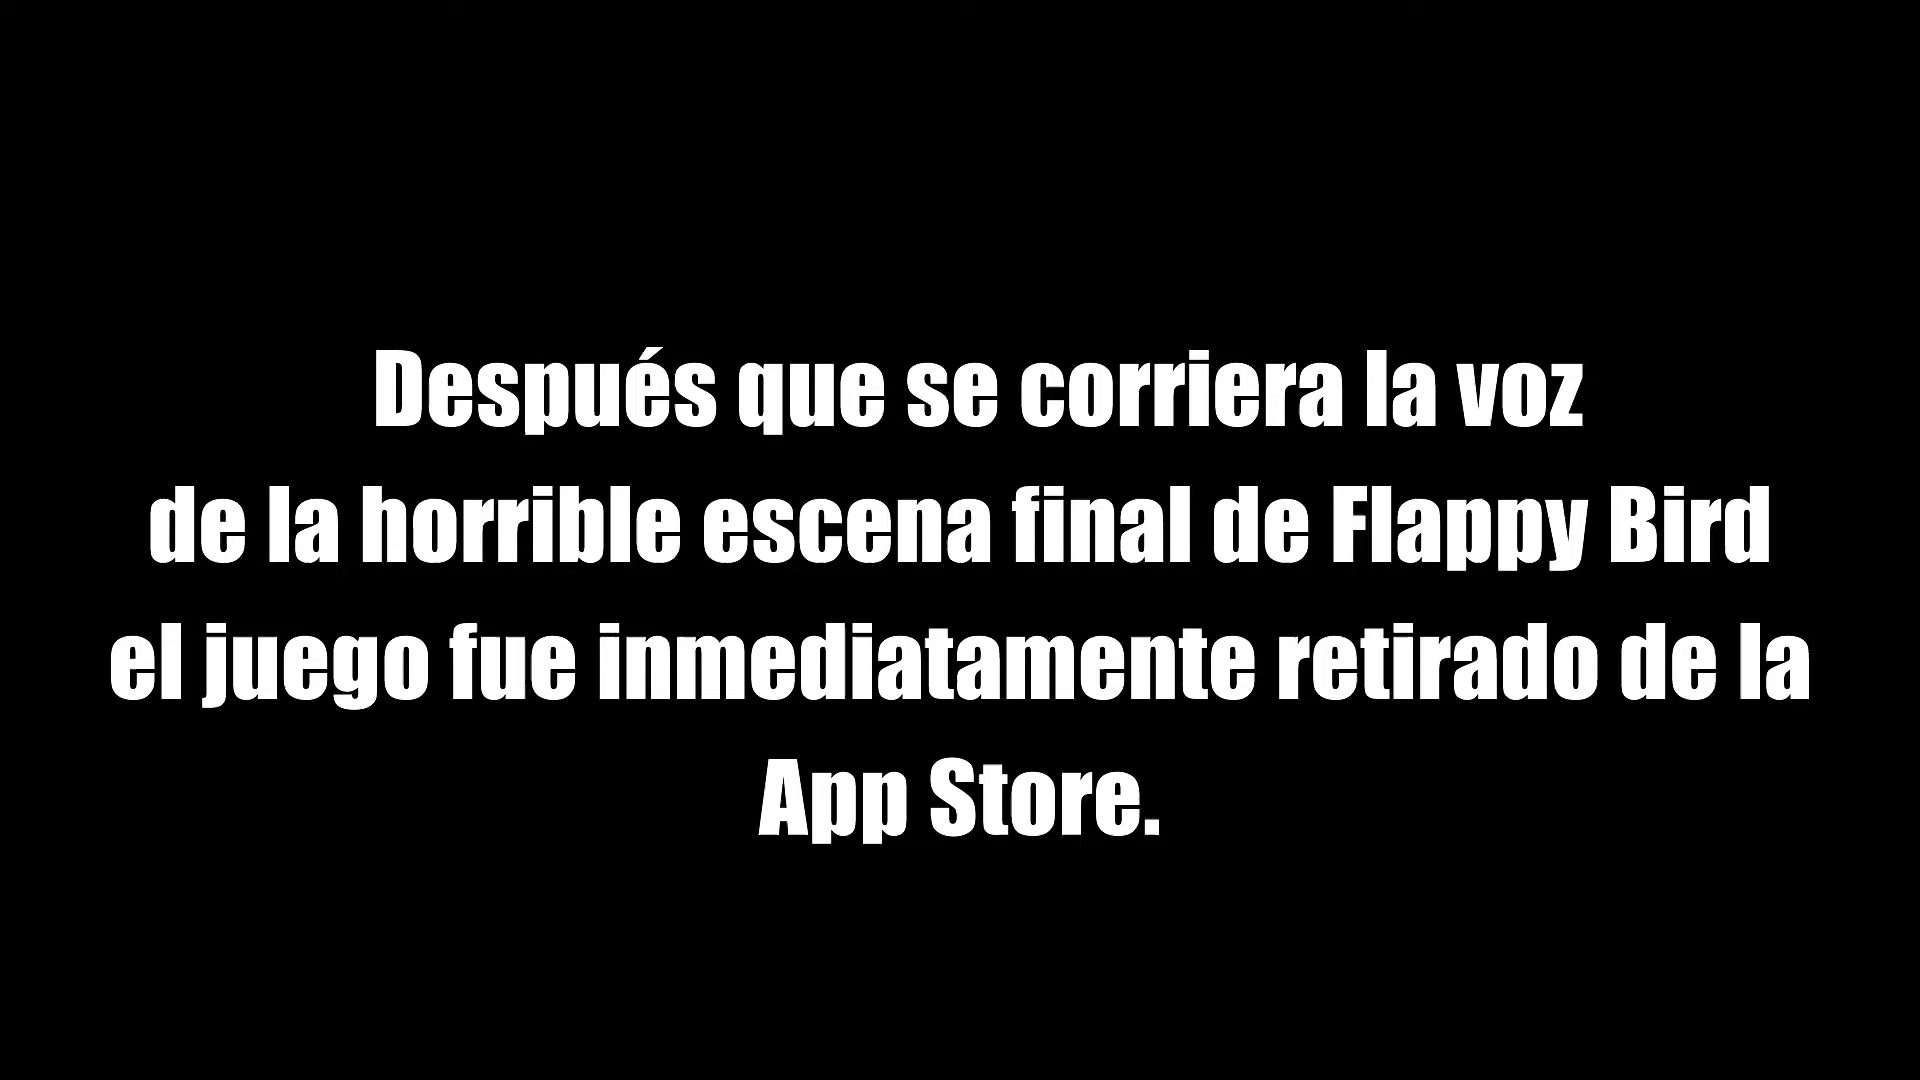 Después que se corriera la voz
de la horrible escena final de Flappy Bird
el juego fue inmediatamente retirado de la
App Store.